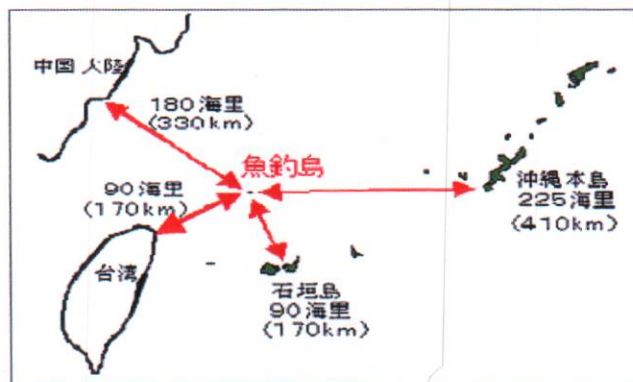 中国大陸
180海里
(330km)
魚釣島
90海里
(170km)
沖縄本島
225海里
(410km)
台湾
石垣島
90海里
(170km)